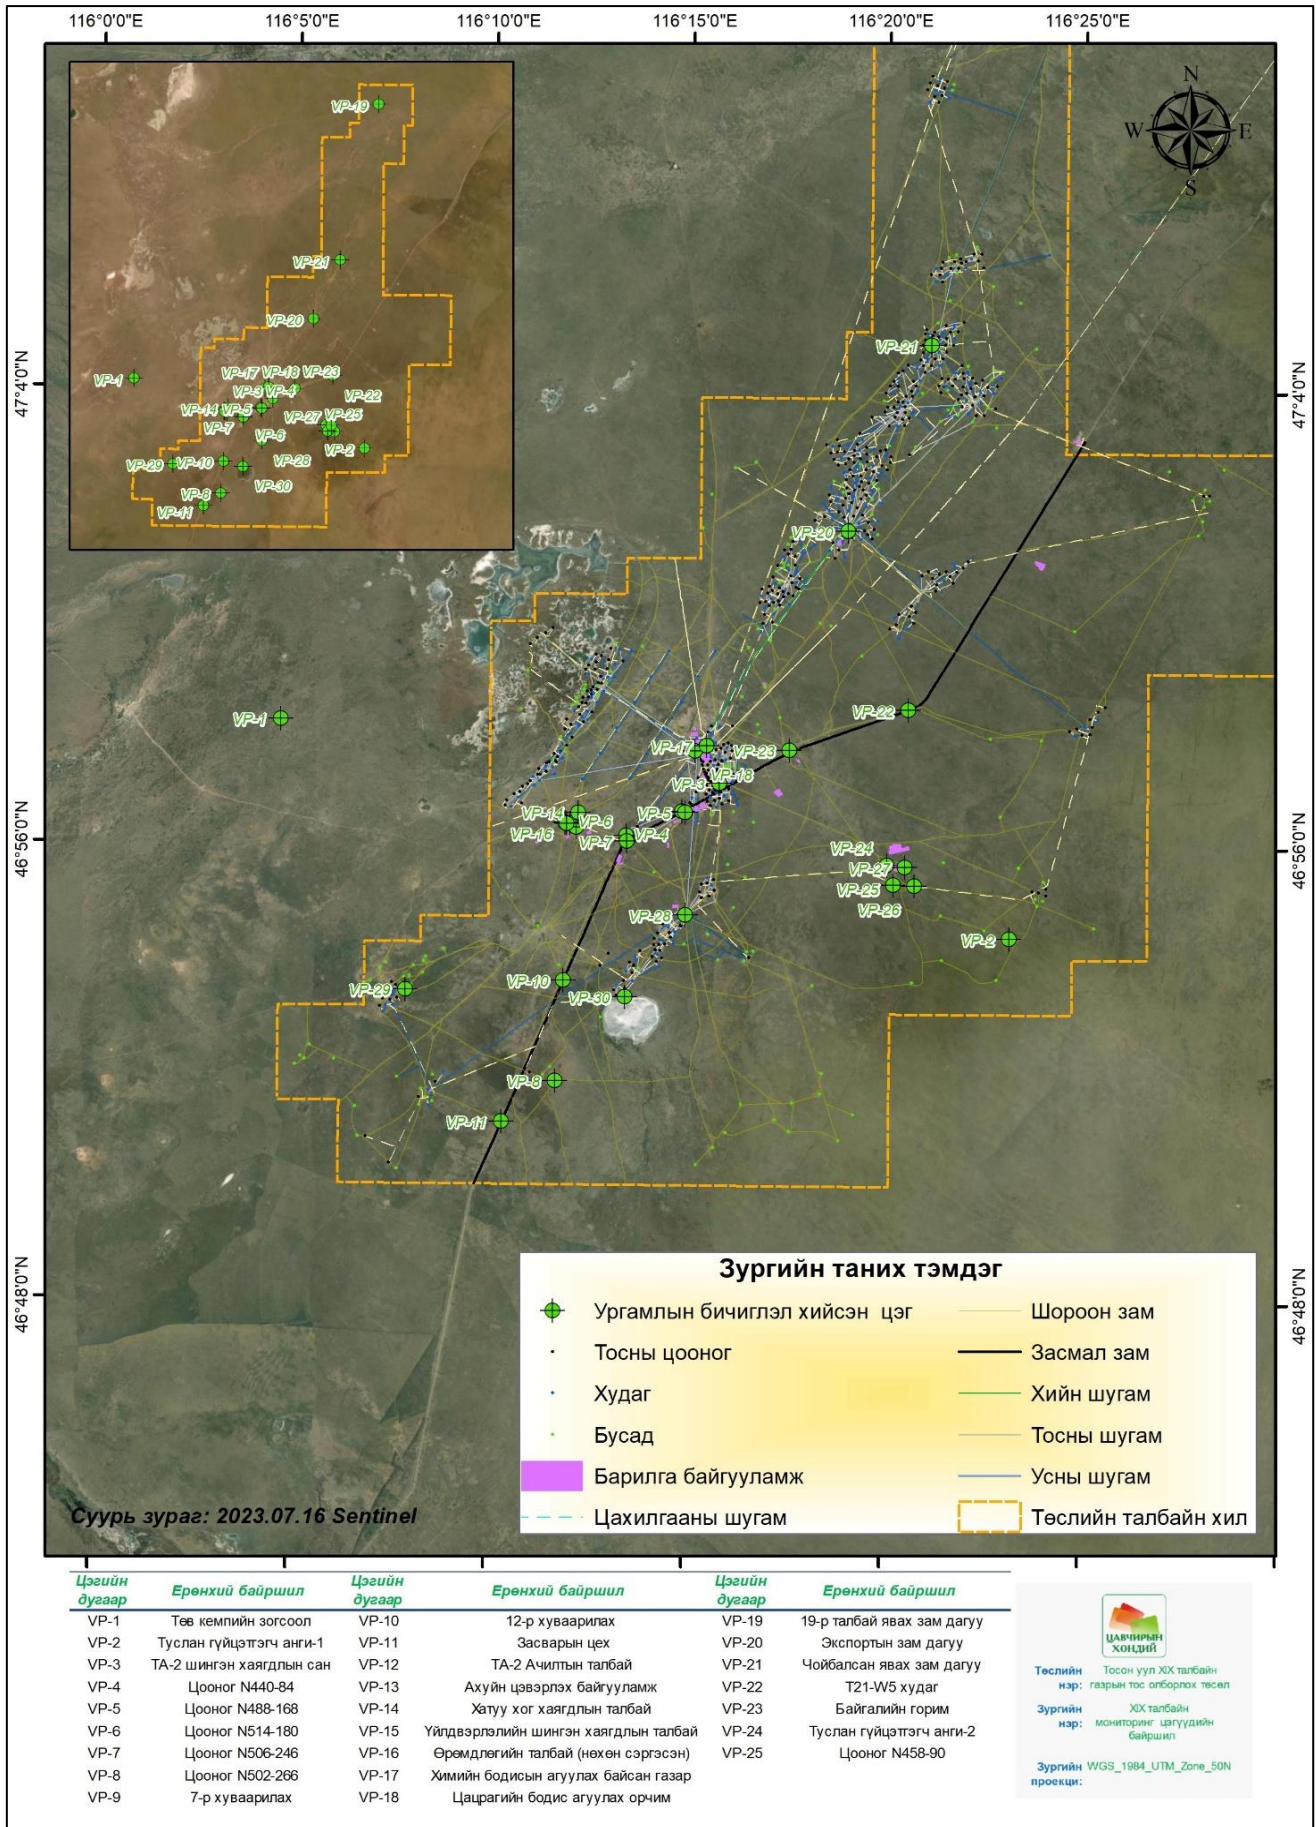 116°0'0"E 116°5'0"E 116°10'0"E 116°15'0"E 116°20'0"E 116°25'0"E
N
W E
S
VP-19
VP-21
VP-20
VP-1
VP-17 VP-18 VP-23
VP-3 VP-4
VP-22
VP-14 VP-5
VP-27 VP-25
VP-7
VP-6
VP-2
VP-29 VP-10
VP-28
VP-30
VP-8
VP-11
47°4'0"N
47°4'0"N
VP-21
VP-20
VP-1
VP-22
VP-17
VP-23
VP-18
VP-3
VP-14
VP-5
VP-6
VP-16
VP-4
VP-7
46°56'0"N
46°56'0"N
VP-24
VP-27
VP-25
VP-26
VP-28
VP-2
VP-10
VP-29
VP-30
VP-8
VP-11
46°48'0"N
46°48'0"N
Зургийн таних тэмдэг
Ургамлын бичиглэл хийсэн цэг
Шороон зам
Тосны цооног
Засмал зам
Худаг
Хийн шугам
Бусад
Тосны шугам
Барилга байгууламж
Усны шугам
Цахилгааны шугам
Төслийн талбайн хил
Суурь зураг: 2023.07.16 Sentinel
Цэгийн дугаар Ерөнхий байршил Цэгийн дугаар Ерөнхий байршил Цэгийн дугаар Ерөнхий байршил
VP-1 Төв кемпийн зогсоол VP-10 12-р хуваарилах VP-19 19-р талбай явах зам дагуу
VP-2 Туслан гүйцэтгэгч анги-1 VP-11 Засварын цех VP-20 Экспортын зам дагуу
VP-3 ТА-2 шингэн хаягдлын сан VP-12 ТА-2 Ачилтын талбай VP-21 Чойбалсан явах зам дагуу
VP-4 Цооног N440-84 VP-13 Ахуйн цэвэрлэх байгууламж VP-22 T21-W5 худаг
VP-5 Цооног N488-168 VP-14 Хатуу хог хаягдлын талбай VP-23 Байгалийн горим
VP-6 Цооног N514-180 VP-15 Үйлдвэрлэлийн шингэн хаягдлын талбай VP-24 Туслан гүйцэтгэгч анги-2
VP-7 Цооног N506-246 VP-16 Өрөмдлөгийн талбай (нөхөн сэргэсэн) VP-25 Цооног N458-90
VP-8 Цооног N502-266 VP-17 Химийн бодисын агуулах байсан газар
VP-9 7-р хуваарилах VP-18 Цацрагийн бодис агуулах орчим
ЦАВЧИРЫН
ХӨНДИЙ
Төслийн нэр: Тосон уул XIX талбайн
газрын тос олборлох төсөл
Зургийн нэр: XIX талбайн
мониторинг цэгүүдийн
байршил
Зургийн проекци: WGS_1984_UTM_Zone_50N